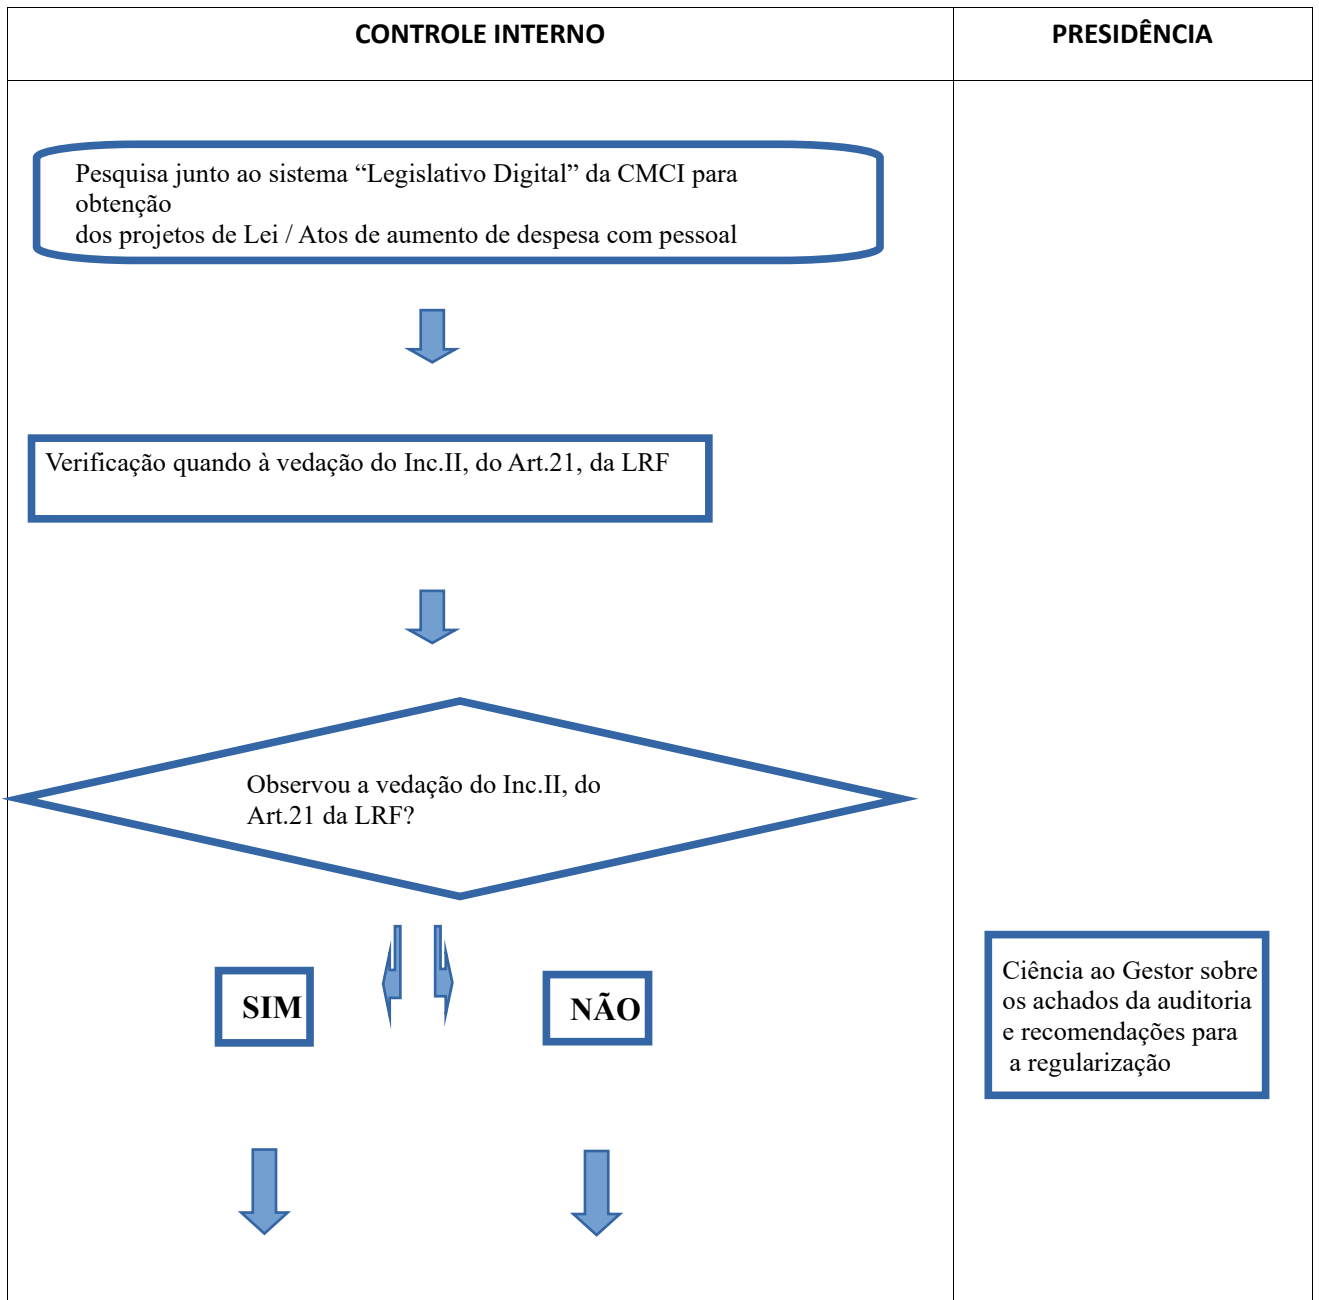 CONTROLE INTERNO
PRESIDÊNCIA
Pesquisa junto ao sistema “Legislativo Digital” da CMCI para
obtenção
dos projetos de Lei / Atos de aumento de despesa com pessoal
Verificação quando à vedação do Inc.II, do Art.21, da LRF
Observou a vedação do Inc.II, do
Art.21 da LRF?
SIM
NÃO
Ciência ao Gestor sobre
os achados da auditoria
e recomendações para
a regularização